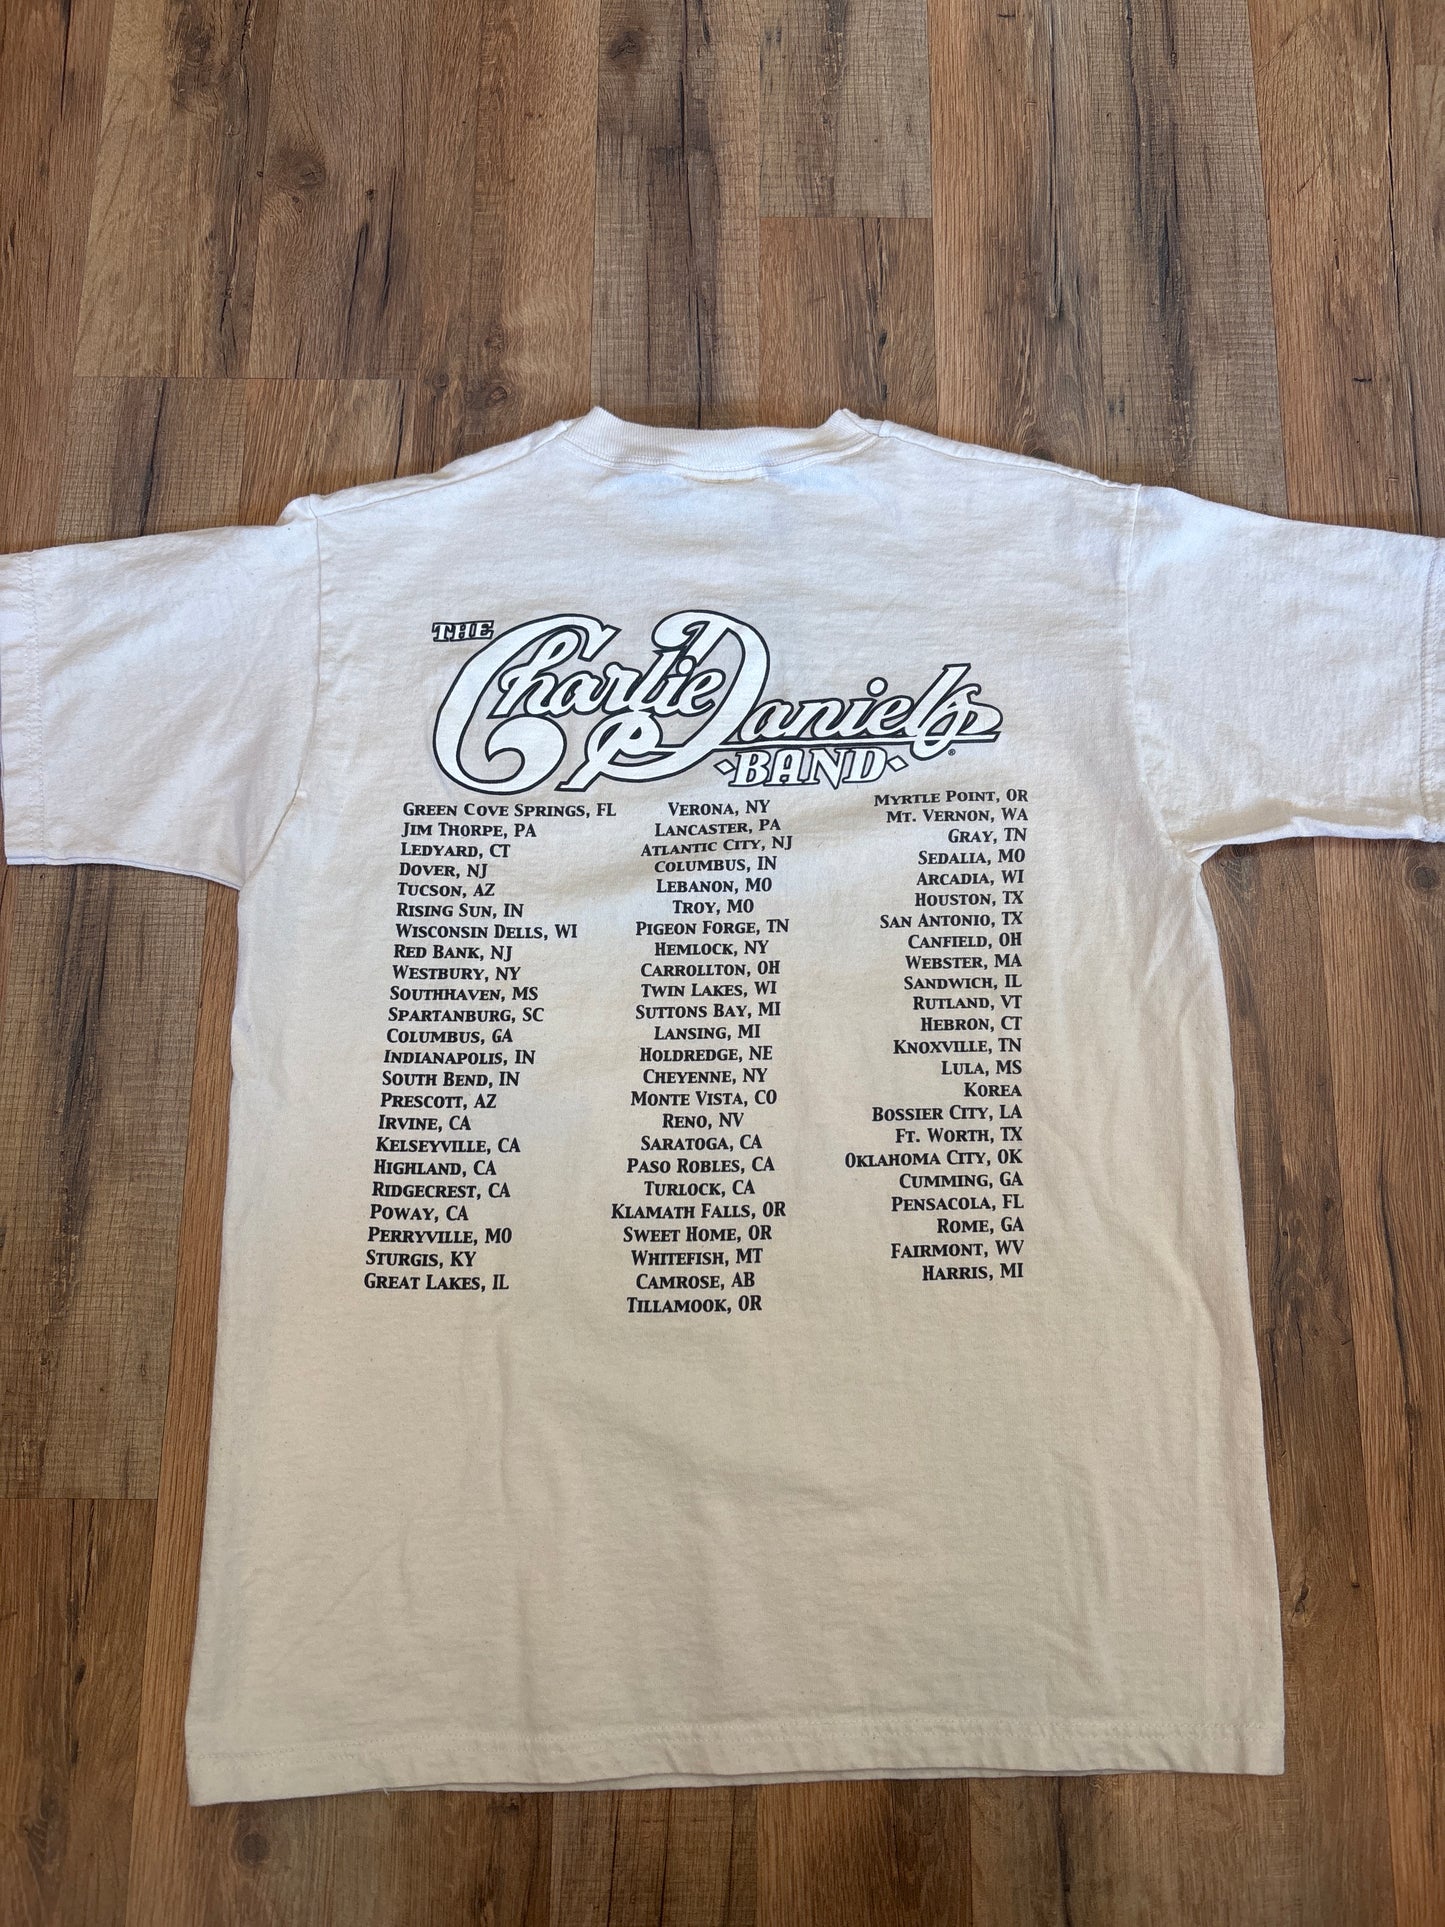 THE
Charlie Daniels
BAND
GREEN COVE SPRINGS, FL
JIM THORPE, PA
LEDYARD, CT
DOVER, NJ
TUCSON, AZ
RISING SUN, IN
WISCONSIN DELLS, WI
RED BANK, NJ
WESTBURY, NY
SOUTHHAVEN, MS
SPARTANBURG, SC
COLUMBUS, GA
INDIANAPOLIS, IN
SOUTH BEND, IN
PRESCOTT, AZ
IRVINE, CA
KELSEYVILLE, CA
HIGHLAND, CA
RIDGECREST, CA
POWAY, CA
PERRYVILLE, MO
STURGIS, KY
GREAT LAKES, IL
VERONA, NY
LANCASTER, PA
ATLANTIC CITY, NJ
COLUMBUS, IN
LEBANON, MO
TROY, MO
PIGEON FORGE, TN
HEMLOCK, NY
CARROLLTON, OH
TWIN LAKES, WI
SUTTONS BAY, MI
LANSING, MI
HOLDREDGE, NE
CHEYENNE, NY
MONTE VISTA, CO
RENO, NV
SARATOGA, CA
PASO ROBLES, CA
TURLOCK, CA
KLAMATH FALLS, OR
SWEET HOME, OR
WHITEFISH, MT
CAMROSE, AB
TILLAMOOK, OR
MYRTLE POINT, OR
MT. VERNON, WA
GRAY, TN
SEDALIA, MO
ARCADIA, WI
HOUSTON, TX
SAN ANTONIO, TX
CANFIELD, OH
WEBSTER, MA
SANDWICH, IL
RUTLAND, VT
HEBRON, CT
KNOXVILLE, TN
LULA, MS
KOREA
BOSSIER CITY, LA
FT. WORTH, TX
OKLAHOMA CITY, OK
CUMMING, GA
PENSACOLA, FL
ROME, GA
FAIRMONT, WV
HARRIS, MI